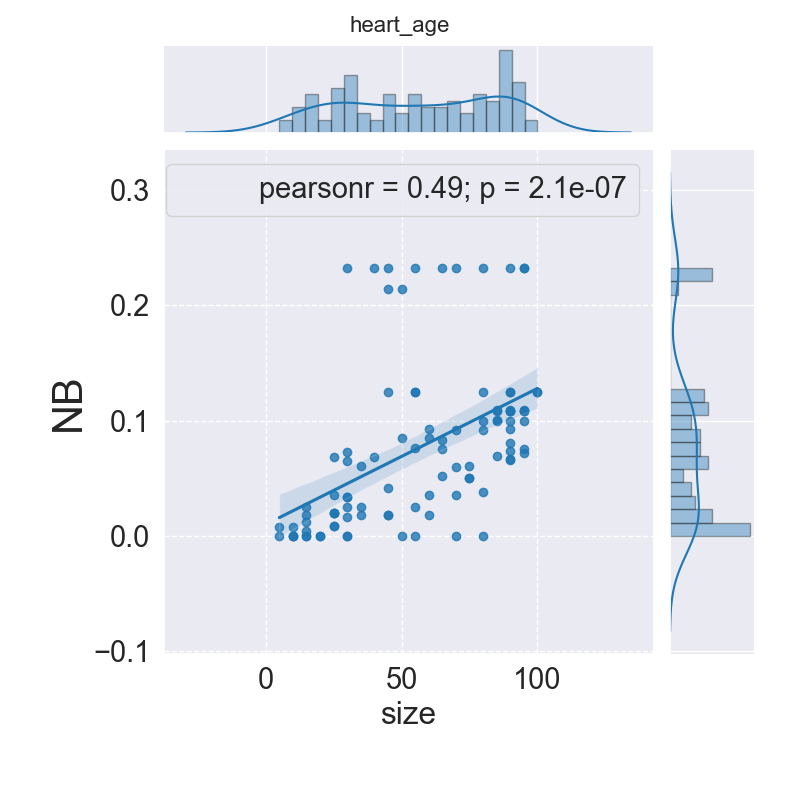 heart_age
pearsonr = 0.49; p = 2.1e-07
NB
0.3
0.2
0.1
0.0
−0.1
0 50 100
size